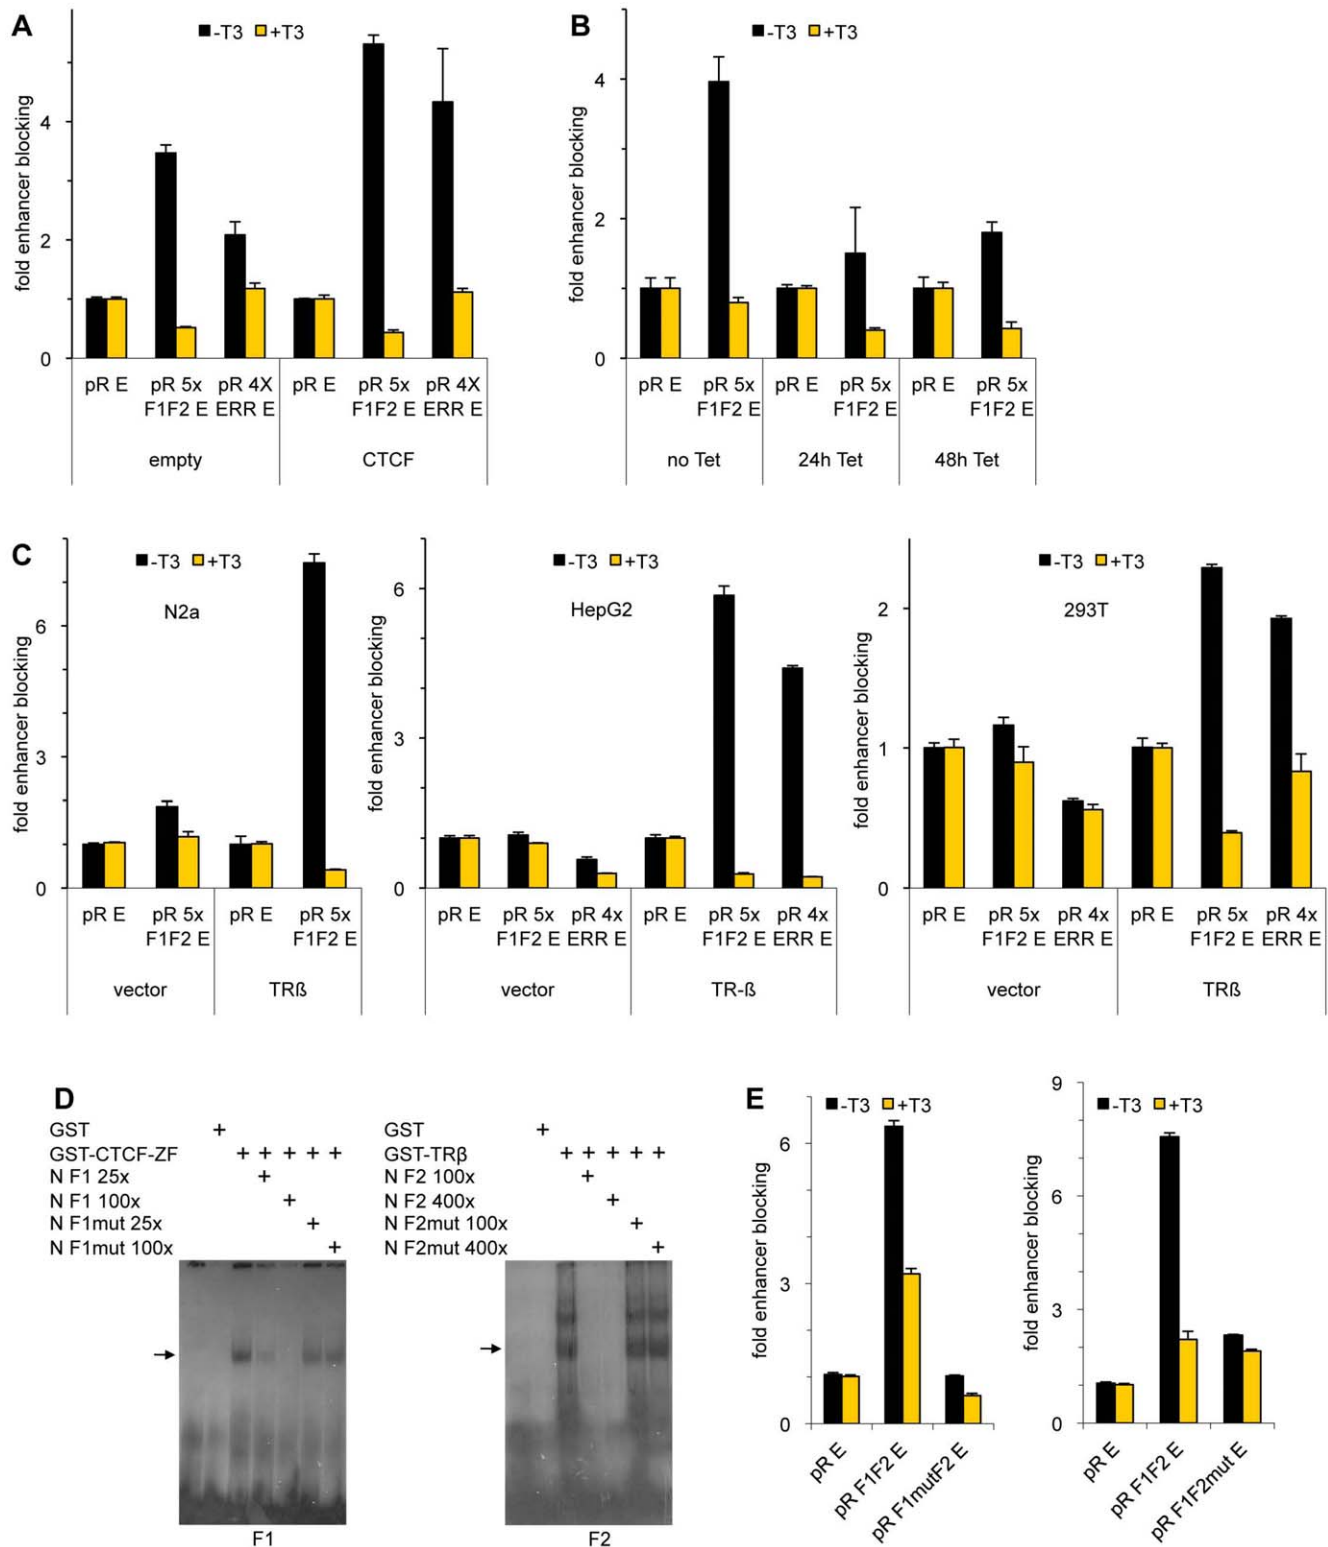 A
-T3 +T3
fold enhancer blocking
4
2
0
pR E
pR 5x
F1F2 E
pR 4X
ERR E
pR E
pR 5x
F1F2 E
pR 4X
ERR E
empty
CTCF
B
-T3 +T3
fold enhancer blocking
4
2
0
pR E
pR 5x
F1F2 E
pR E
pR 5x
F1F2 E
pR E
pR 5x
F1F2 E
no Tet
24h Tet
48h Tet
C
-T3 +T3
N2a
fold enhancer blocking
6
3
0
pR E
pR 5x
F1F2 E
pR E
pR 5x
F1F2 E
vector
TRß
-T3 +T3
HepG2
fold enhancer blocking
6
3
0
pR E
pR 5x
F1F2 E
pR 4x
ERR E
pR E
pR 5x
F1F2 E
pR 4x
ERR E
vector
TR-ß
-T3 +T3
293T
fold enhancer blocking
2
1
0
pR E
pR 5x
F1F2 E
pR 4x
ERR E
pR E
pR 5x
F1F2 E
pR 4x
ERR E
vector
TRß
D
GST +
GST-CTCF-ZF + + + + +
N F1 25x +
N F1 100x +
N F1mut 25x +
N F1mut 100x +
F1
GST +
GST-TRβ + + + + +
N F2 100x +
N F2 400x +
N F2mut 100x +
N F2mut 400x +
F2
E
-T3 +T3
fold enhancer blocking
6
3
0
pR E
pR F1F2 E
pR F1mutF2 E
-T3 +T3
fold enhancer blocking
9
6
3
0
pR E
pR F1F2 E
pR F1F2mut E